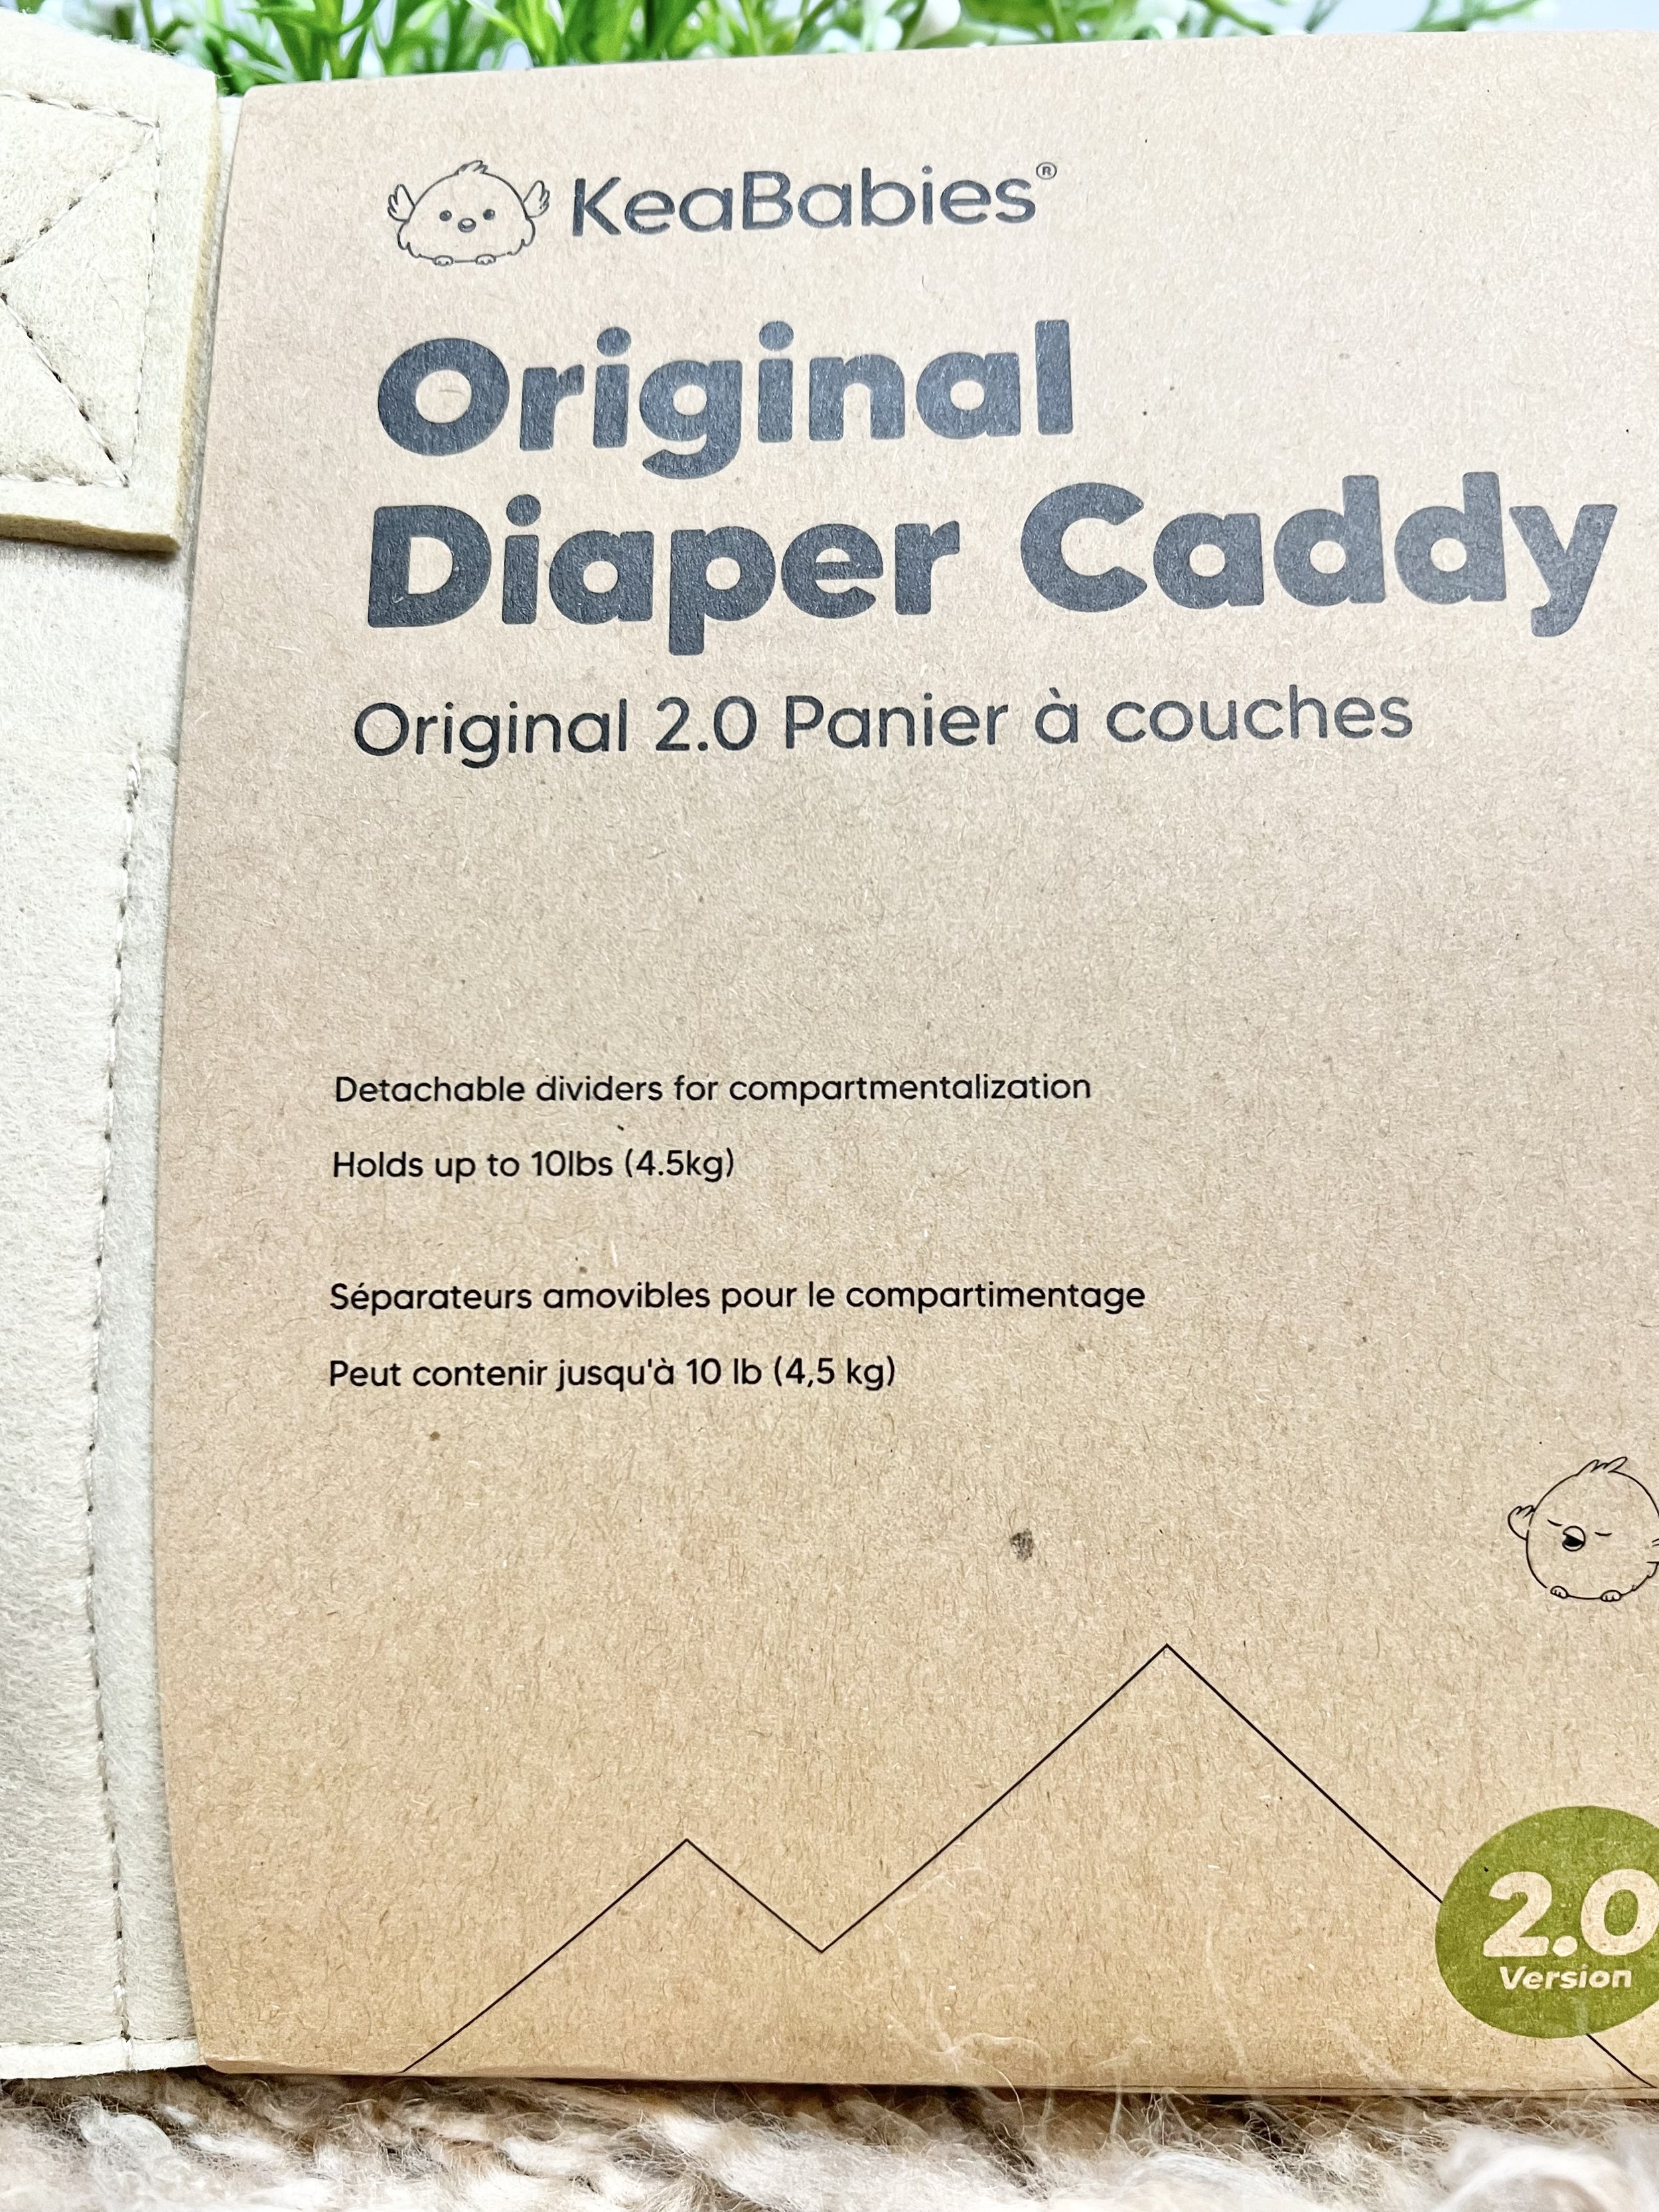 KeaBabies®
Original
Diaper Caddy
Original 2.0 Panier à couches
Detachable dividers for compartmentalization
Holds up to 10lbs (4.5kg)
Séparateurs amovibles pour le compartimentage
Peut contenir jusqu'à 10 lb (4,5 kg)
2.0
Version